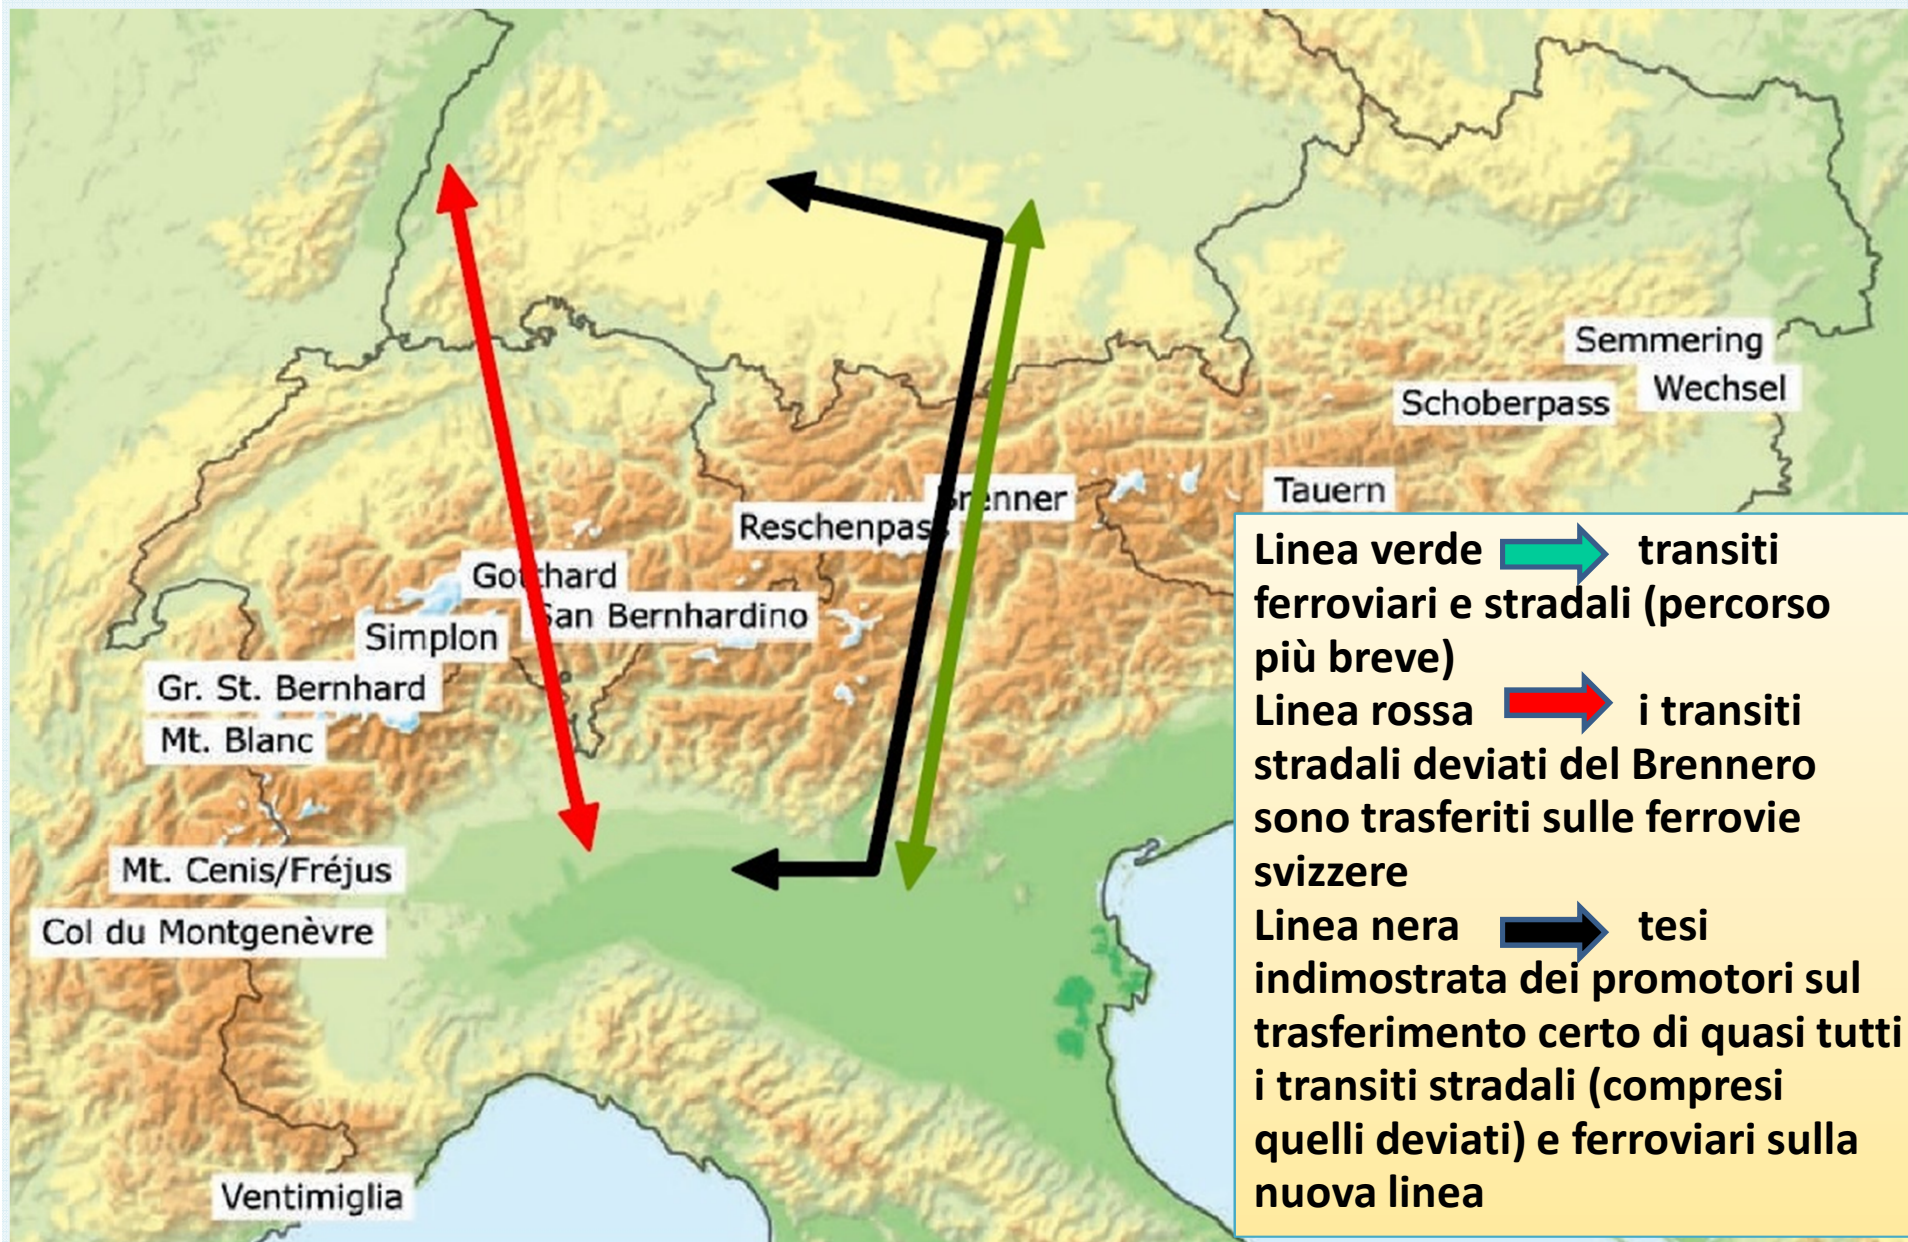 Semmering
Wechsel
Schoberpass
Tauern
Brenner
Reschenpass
Gotthard
San Bernhardino
Simplon
Gr. St. Bernhard
Mt. Blanc
Mt. Cenis/Fréjus
Col du Montgenèvre
Ventimiglia
Linea verde transiti
ferroviari e stradali (percorso
più breve)
Linea rossa i transiti
stradali deviati del Brennero
sono trasferiti sulle ferrovie
svizzere
Linea nera tesi
indimostrata dei promotori sul
trasferimento certo di quasi tutti
i transiti stradali (compresi
quelli deviati) e ferroviari sulla
nuova linea